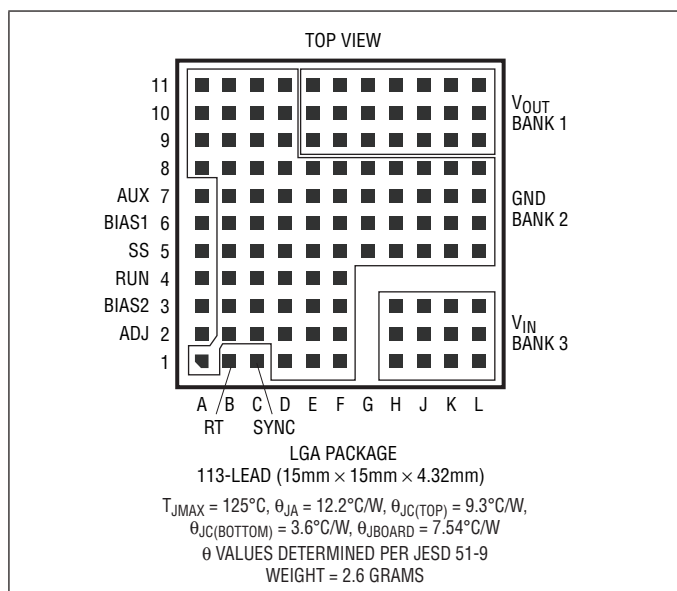 TOP VIEW
11
10
9
8
AUX 7
BIAS1 6
SS 5
RUN 4
BIAS2 3
ADJ 2
1
VOUT
BANK 1
GND
BANK 2
VIN
BANK 3
A B C D E F G H J K L
RT SYNC
LGA PACKAGE
113-LEAD (15mm × 15mm × 4.32mm)
TJMAX = 125°C, θJA = 12.2°C/W, θJC(TOP) = 9.3°C/W,
θJC(BOTTOM) = 3.6°C/W, θJBOARD = 7.54°C/W
θ VALUES DETERMINED PER JESD 51-9
WEIGHT = 2.6 GRAMS